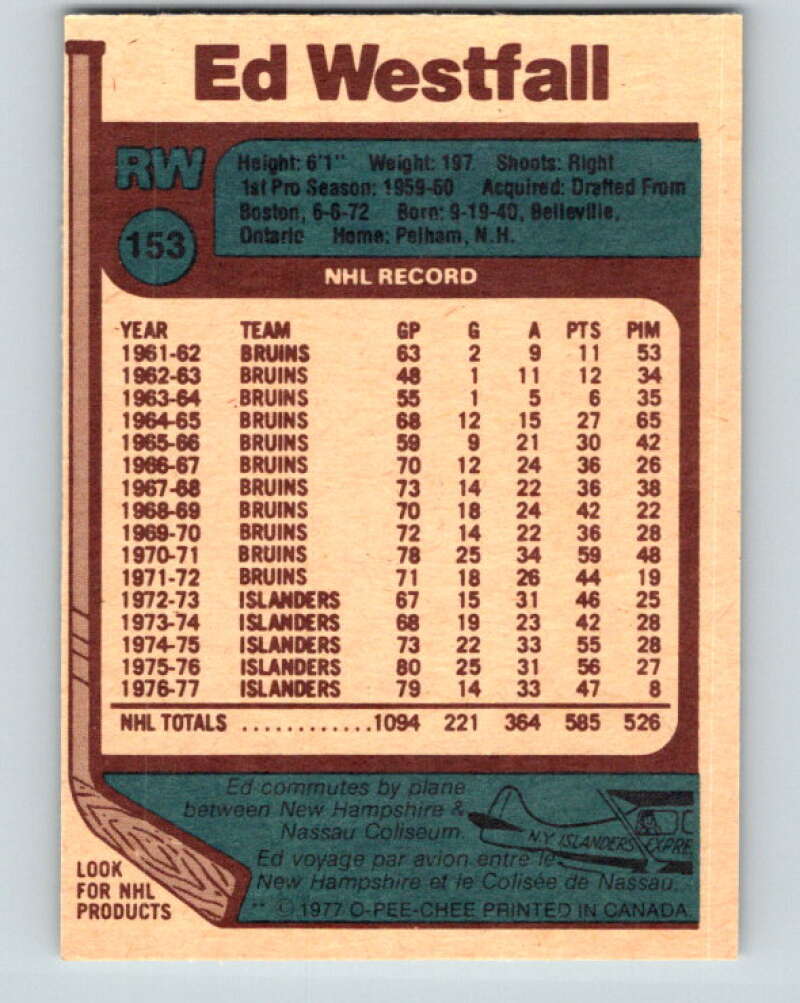 Ed Westfall
RW
153
Height: 6'1" Weight: 197 Shoots: Right
1st Pro Season: 1959-60 Acquired: Drafted From
Boston, 6-6-72 Born: 9-19-40, Belleville,
Ontario Home: Pelham, N.H.
NHL RECORD
YEAR TEAM GP G A PTS PIM
1961-62 BRUINS 63 2 9 11 53
1962-63 BRUINS 48 1 11 12 34
1963-64 BRUINS 55 1 5 6 35
1964-65 BRUINS 68 12 15 27 65
1965-66 BRUINS 59 9 21 30 42
1966-67 BRUINS 70 12 24 36 26
1967-68 BRUINS 73 14 22 36 38
1968-69 BRUINS 70 18 24 42 22
1969-70 BRUINS 72 14 22 36 28
1970-71 BRUINS 78 25 34 59 48
1971-72 BRUINS 71 18 26 44 19
1972-73 ISLANDERS 67 15 31 46 25
1973-74 ISLANDERS 68 19 23 42 28
1974-75 ISLANDERS 73 22 33 55 28
1975-76 ISLANDERS 80 25 31 56 27
1976-77 ISLANDERS 79 14 33 47 8
NHL TOTALS ............1094 221 364 585 526
Ed commutes by plane
between New Hampshire &
Nassau Coliseum.
N.Y. ISLANDERS EXPRE
Ed voyage par avion entre le
New Hampshire et le Colisée de Nassau.
** © 1977 O-PEE-CHEE PRINTED IN CANADA
LOOK
FOR NHL
PRODUCTS